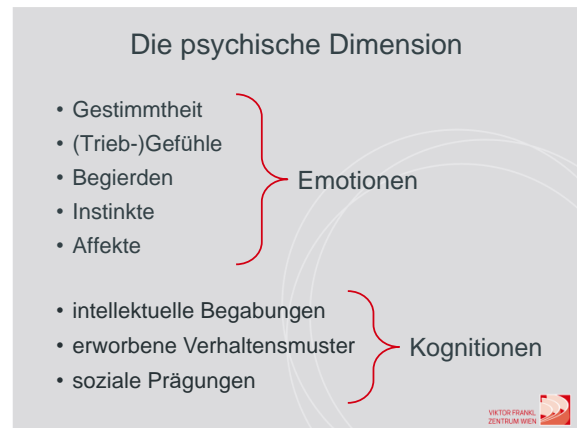 Die psychische Dimension
• Gestimmtheit
• (Trieb-)Gefühle
• Begierden
• Instinkte
• Affekte
Emotionen
• intellektuelle Begabungen
• erworbene Verhaltensmuster
• soziale Prägungen
Kognitionen
VIKTOR FRANKL
ZENTRUM WIEN